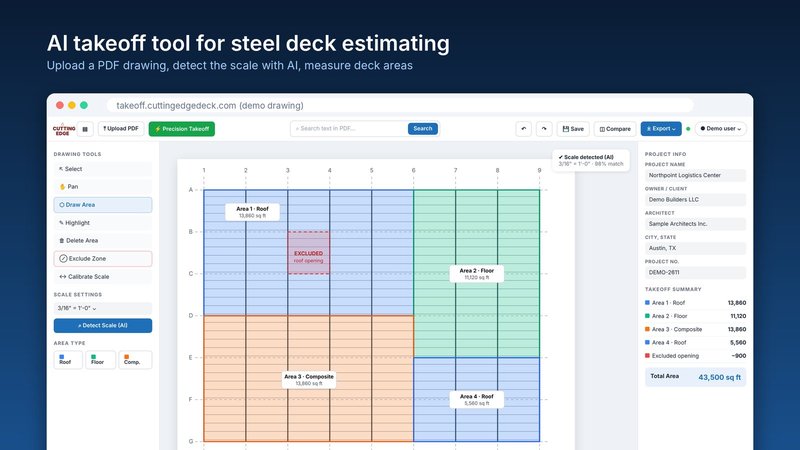 AI takeoff tool for steel deck estimating
Upload a PDF drawing, detect the scale with AI, measure deck areas
takeoff.cuttingedgedeck.com (demo drawing)
CUTTING EDGE
Upload PDF
Precision Takeoff
Search text in PDF...
Search
Save
Compare
Export
Demo user
DRAWING TOOLS
Select
Pan
Draw Area
Highlight
Delete Area
Exclude Zone
Calibrate Scale
SCALE SETTINGS
3/16" = 1'-0"
Detect Scale (AI)
AREA TYPE
Roof
Floor
Comp.
✔ Scale detected (AI)
3/16" = 1'-0" · 98% match
1 2 3 4 5 6 7 8 9
A
B
C
D
E
F
G
Area 1 · Roof
13,860 sq ft
EXCLUDED
roof opening
Area 2 · Floor
11,120 sq ft
Area 3 · Composite
13,860 sq ft
Area 4 · Roof
5,560 sq ft
PROJECT INFO
PROJECT NAME
Northpoint Logistics Center
OWNER / CLIENT
Demo Builders LLC
ARCHITECT
Sample Architects Inc.
CITY, STATE
Austin, TX
PROJECT NO.
DEMO-2611
TAKEOFF SUMMARY
Area 1 · Roof 13,860
Area 2 · Floor 11,120
Area 3 · Composite 13,860
Area 4 · Roof 5,560
Excluded opening −900
Total Area 43,500 sq ft